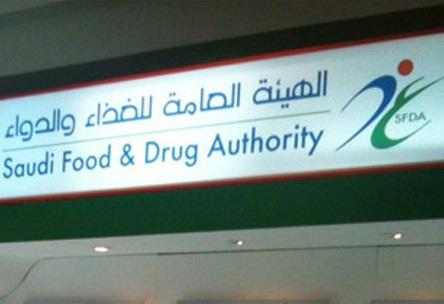 الهيئة العامة للغذاء والدواء
Saudi Food & Drug Authority
SFDA